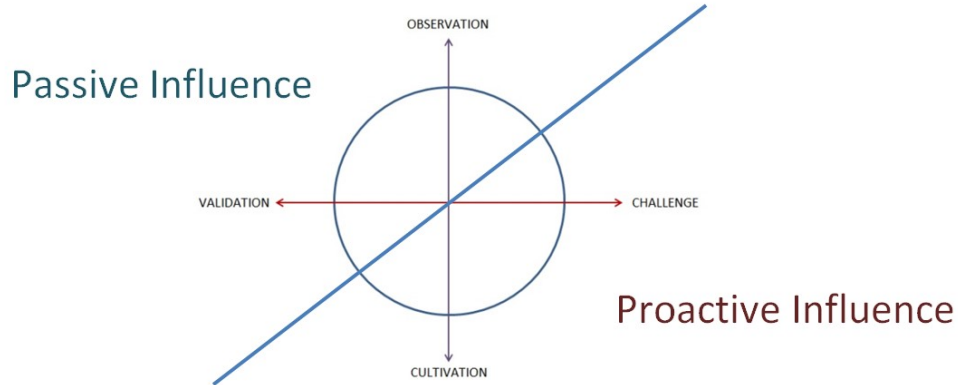 OBSERVATION
Passive Influence
VALIDATION
CHALLENGE
Proactive Influence
CULTIVATION